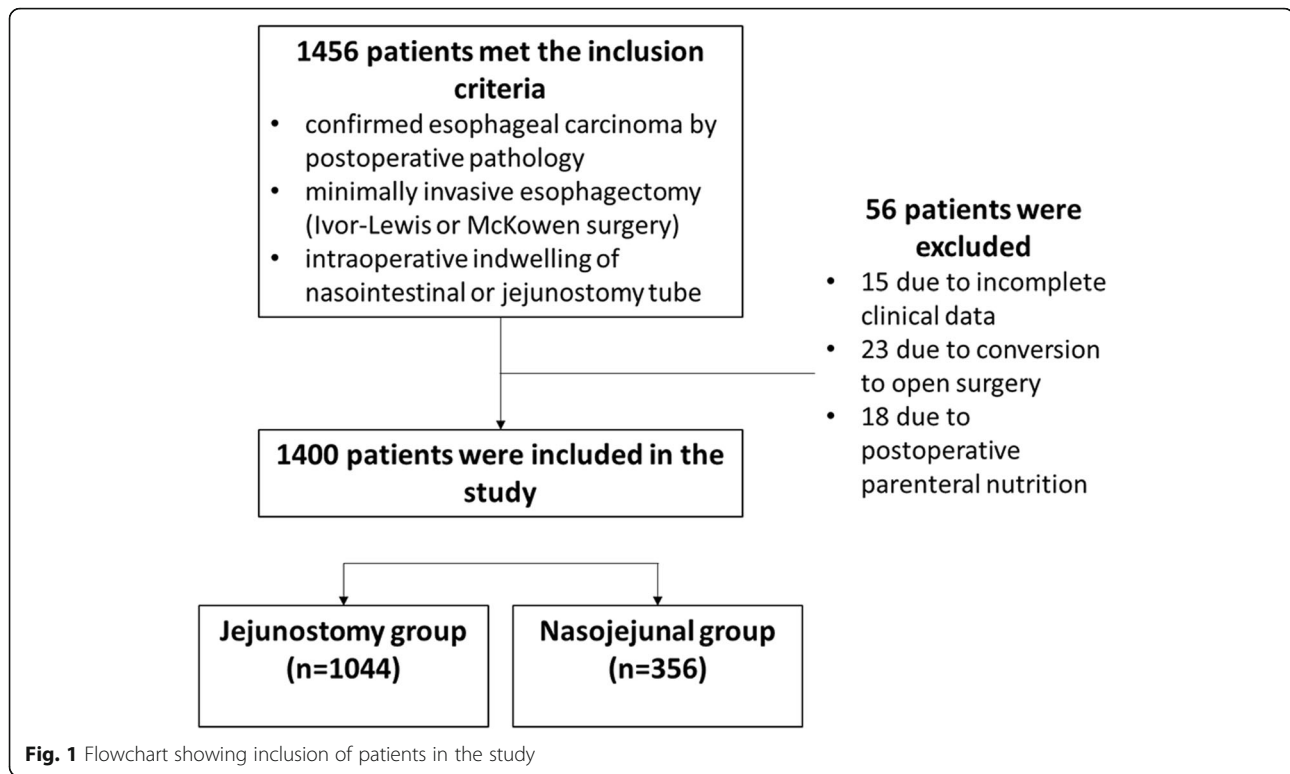 1456 patients met the inclusion
criteria
• confirmed esophageal carcinoma by
postoperative pathology
• minimally invasive esophagectomy
(Ivor-Lewis or McKowen surgery)
• intraoperative indwelling of
nasointestinal or jejunostomy tube
56 patients were
excluded
• 15 due to incomplete
clinical data
• 23 due to conversion
to open surgery
• 18 due to
postoperative
parenteral nutrition
1400 patients were included in the
study
Jejunostomy group
(n=1044)
Nasojejunal group
(n=356)
Fig. 1 Flowchart showing inclusion of patients in the study